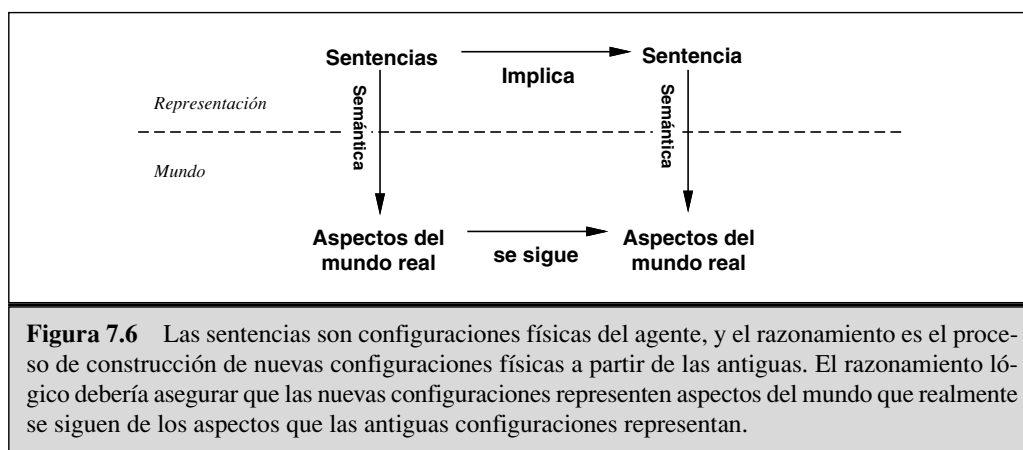 Sentencias
Sentencia
Implica
Semántica
Semántica
Representación
Mundo
Aspectos del
mundo real
se sigue
Aspectos del
mundo real
Figura 7.6 Las sentencias son configuraciones físicas del agente, y el razonamiento es el proce-
so de construcción de nuevas configuraciones físicas a partir de las antiguas. El razonamiento ló-
gico debería asegurar que las nuevas configuraciones representen aspectos del mundo que realmente
se siguen de los aspectos que las antiguas configuraciones representan.